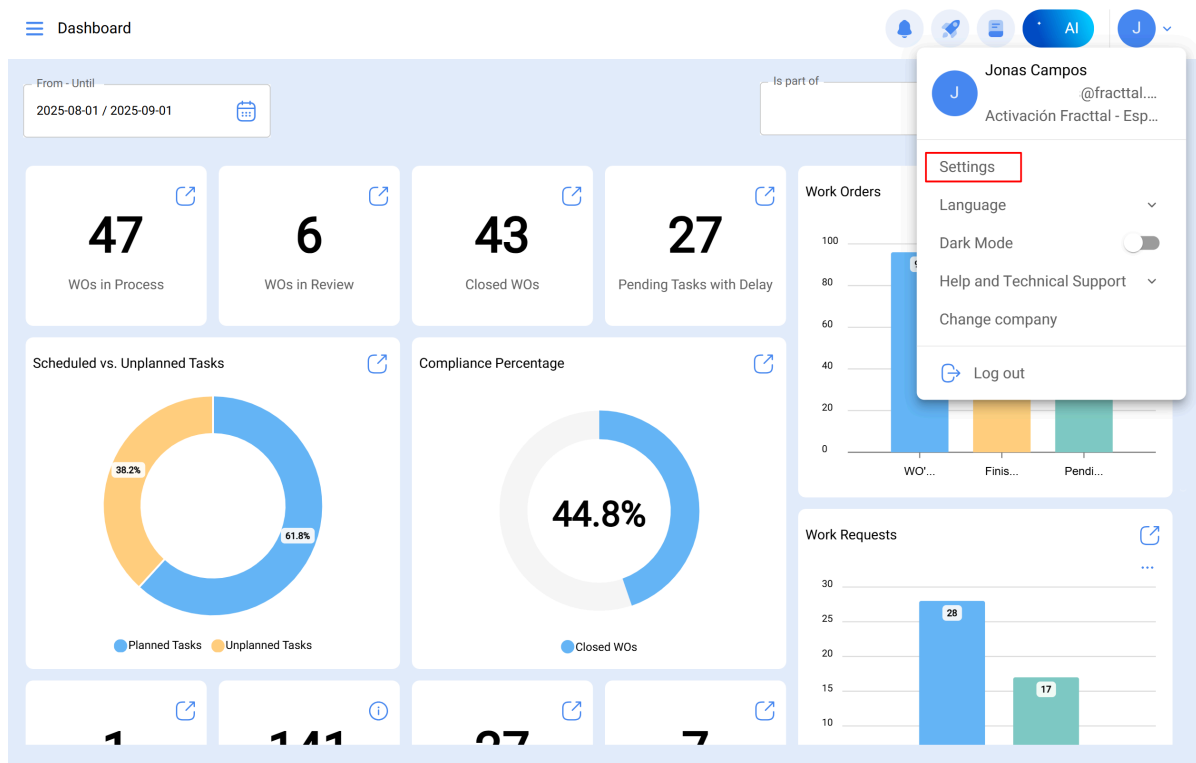 Dashboard
AI
J
Jonas Campos
J
@fracttal....
Activación Fracttal - Esp...
Settings
Language
Dark Mode
Help and Technical Support
Change company
Log out
From - Until
2025-08-01 / 2025-09-01
Is part of
47
WOs in Process
6
WOs in Review
43
Closed WOs
27
Pending Tasks with Delay
Work Orders
100
80
60
40
20
0
WO'...
Finis...
Pendi...
Scheduled vs. Unplanned Tasks
38.2%
61.8%
Planned Tasks
Unplanned Tasks
Compliance Percentage
44.8%
Closed WOs
Work Requests
30
25
20
15
10
28
17
1
141